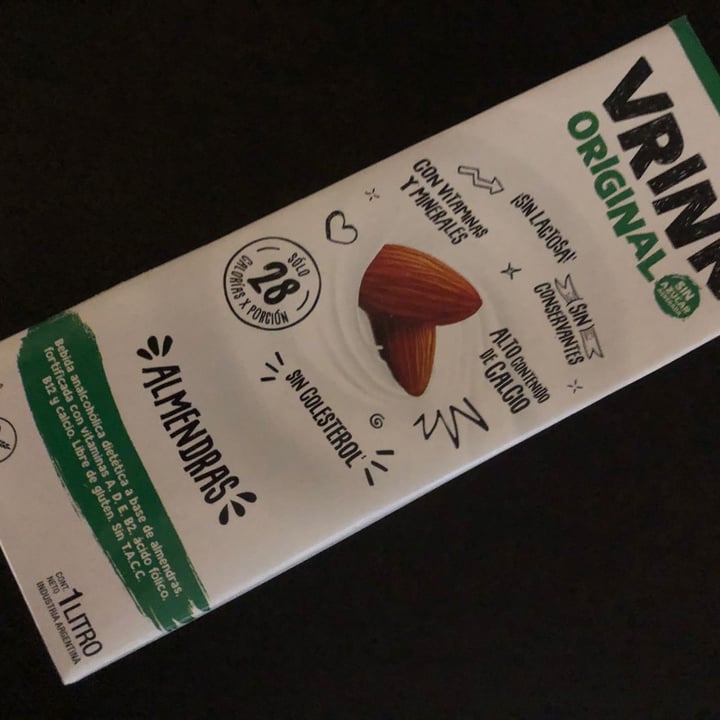 ORIGINAL
SIN
AZÚCAR
CON VITAMINAS
Y MINERALES
¡SIN LACTOSA!
SIN
CONSERVANTES
ALTO CONTENIDO
DE CALCIO
SÓLO
28
CALORÍAS X PORCIÓN
SIN COLESTEROL
ALMENDRAS
Bebida analcohólica dietética a base de almendras,
fortificada con vitaminas A, D, E, B2, ácido fólico,
B12 y calcio. Libre de gluten. Sin T.A.C.C.
CONT.
NETO 1 LITRO
INDUSTRIA ARGENTINA